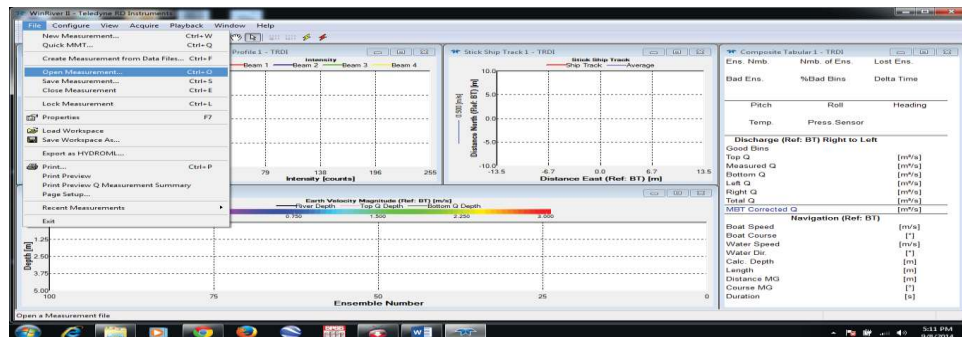 WinRiver II - Teledyne RD Instruments
File Configure View Acquire Playback Window Help
New Measurement... Ctrl+W
Quick MMT... Ctrl+Q
Create Measurement from Data Files... Ctrl+F
Open Measurement... Ctrl+O
Save Measurement... Ctrl+S
Close Measurement Ctrl+E
Lock Measurement Ctrl+L
Properties F7
Load Workspace
Save Workspace As...
Export as HYDROML...
Print... Ctrl+P
Print Preview
Print Preview Q Measurement Summary
Page Setup...
Recent Measurements
Exit
Profile 1 - TRDI
Intensity
Beam 1 Beam 2 Beam 3 Beam 4
79 138 196 255
Intensity [counts]
Stick Ship Track 1 - TRDI
Stick Ship Track
Ship Track Average
0.500 [m/s]
Distance North (Ref: BT) [m]
10.0
5.0
0.0
-5.0
-10.0
-13.5 -6.7 0.0 6.7 13.5
Distance East (Ref: BT) [m]
Composite Tabular 1 - TRDI
Ens. Nmb. Nmb. of Ens. Lost Ens.
Bad Ens. %Bad Bins Delta Time
Pitch Roll Heading
Temp. Press.Sensor
Discharge (Ref: BT) Right to Left
Good Bins
Top Q [m³/s]
Measured Q [m³/s]
Bottom Q [m³/s]
Left Q [m³/s]
Right Q [m³/s]
Total Q [m³/s]
MBT Corrected Q [m³/s]
Navigation (Ref: BT)
Boat Speed [m/s]
Boat Course [°]
Water Speed [m/s]
Water Dir. [°]
Calc. Depth [m]
Length [m]
Distance MG [m]
Course MG [°]
Duration [s]
Earth Velocity Magnitude (Ref: BT) [m/s]
River Depth Top Q Depth Bottom Q Depth
0.750 1.500 2.250 3.000
Depth [m]
1.25
2.50
3.75
5.00
100 75 50 25 0
Ensemble Number
Open a Measurement file
5:11 PM
9/8/2014